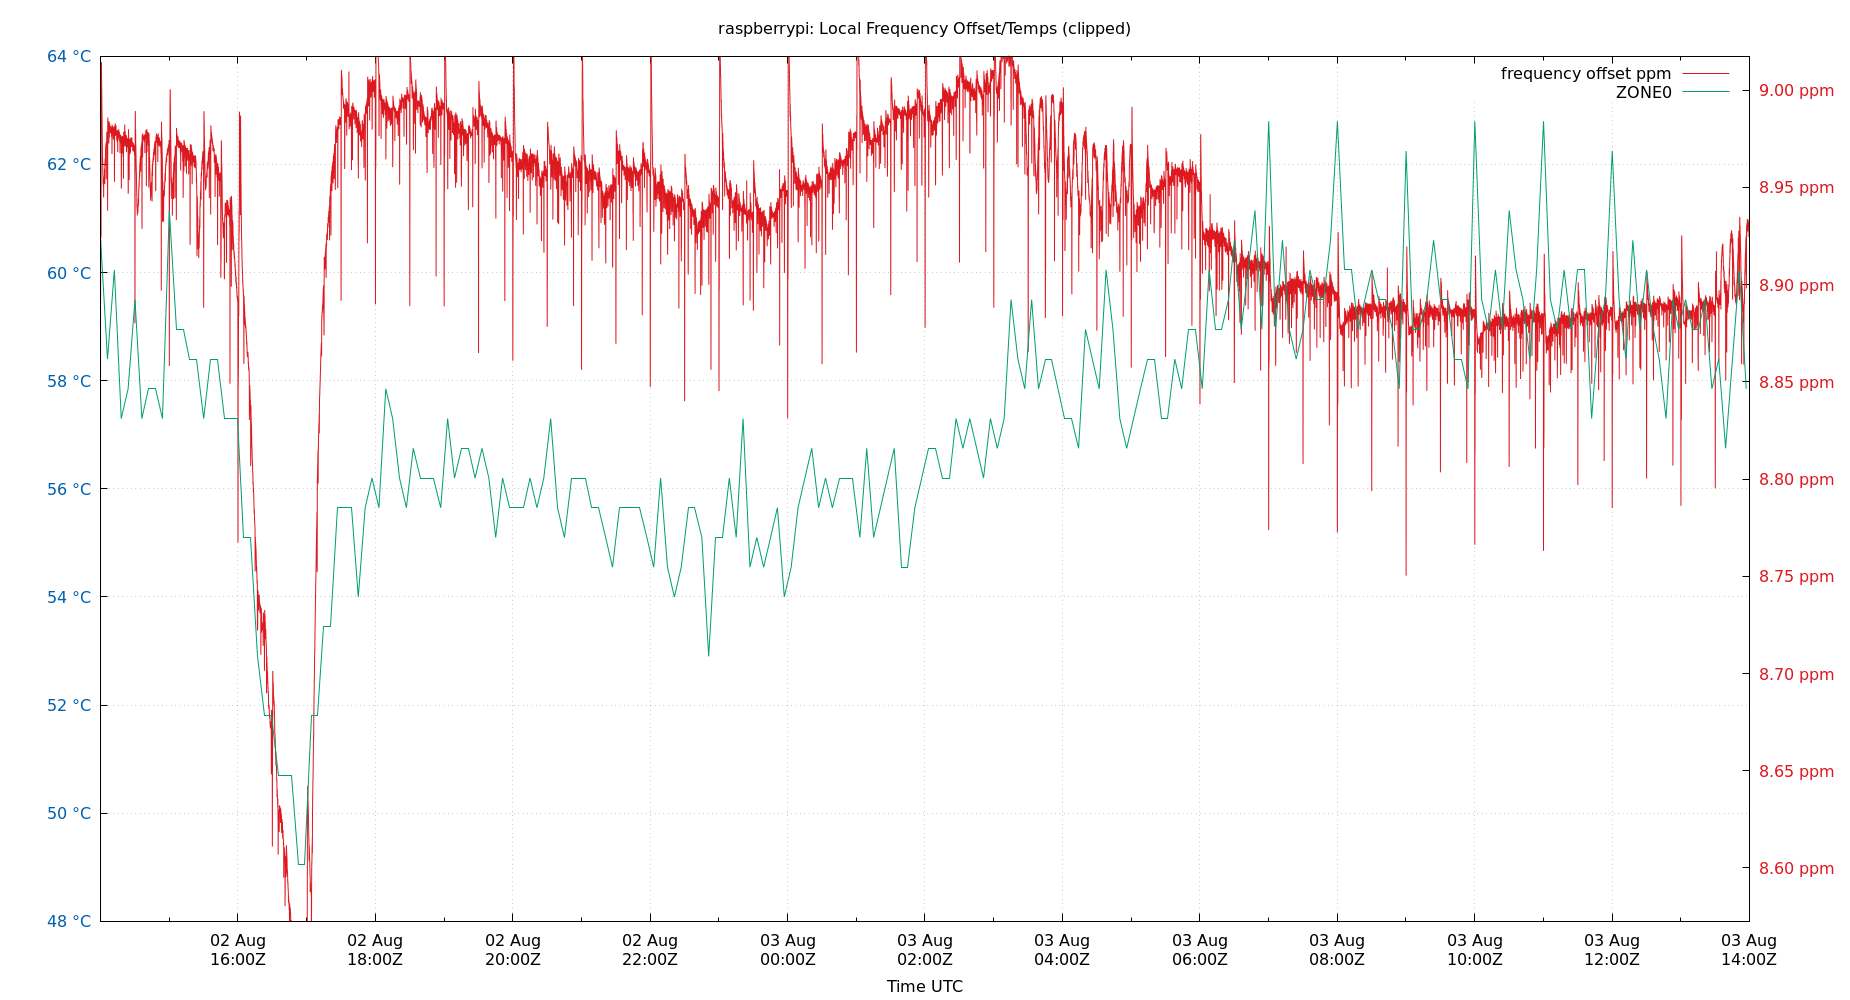 raspberrypi: Local Frequency Offset/Temps (clipped)
frequency offset ppm
ZONE0
64 °C
62 °C
60 °C
58 °C
56 °C
54 °C
52 °C
50 °C
48 °C
9.00 ppm
8.95 ppm
8.90 ppm
8.85 ppm
8.80 ppm
8.75 ppm
8.70 ppm
8.65 ppm
8.60 ppm
02 Aug
16:00Z
02 Aug
18:00Z
02 Aug
20:00Z
02 Aug
22:00Z
03 Aug
00:00Z
03 Aug
02:00Z
03 Aug
04:00Z
03 Aug
06:00Z
03 Aug
08:00Z
03 Aug
10:00Z
03 Aug
12:00Z
03 Aug
14:00Z
Time UTC